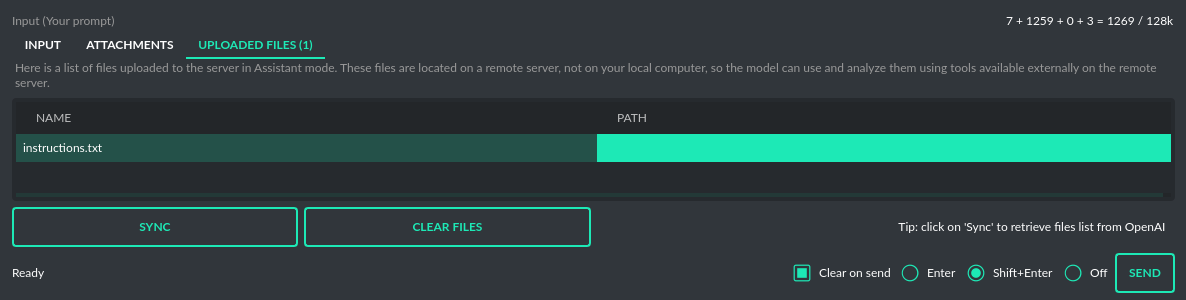 Input (Your prompt) 7 + 1259 + 0 + 3 = 1269 / 128k
INPUT ATTACHMENTS UPLOADED FILES (1)
Here is a list of files uploaded to the server in Assistant mode. These files are located on a remote server, not on your local computer, so the model can use and analyze them using tools available externally on the remote
server.
NAME PATH
instructions.txt
SYNC CLEAR FILES Tip: click on 'Sync' to retrieve files list from OpenAI
Ready Clear on send Enter Shift+Enter Off SEND